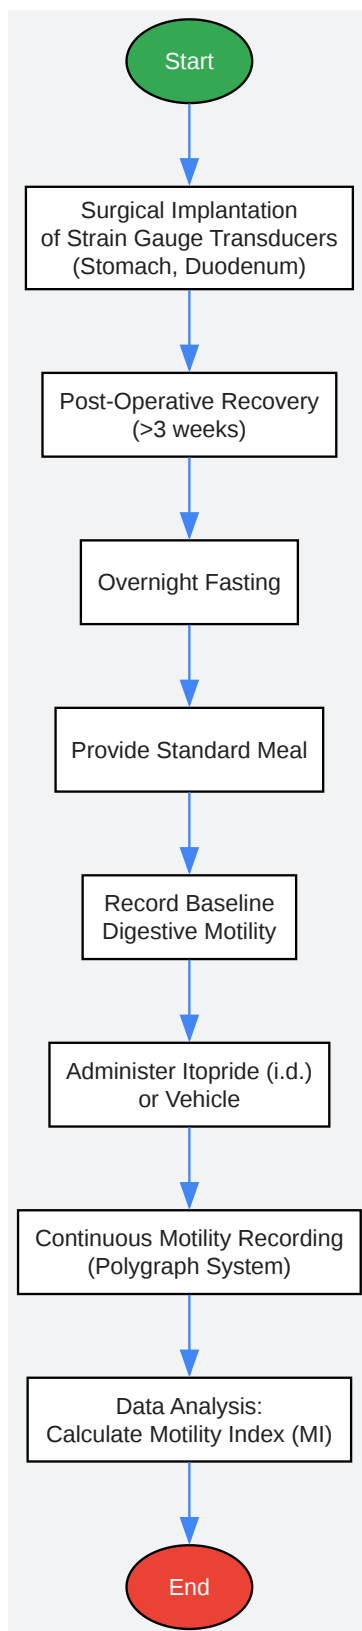 Start
Surgical Implantation
of Strain Gauge Transducers
(Stomach, Duodenum)
Post-Operative Recovery
(>3 weeks)
Overnight Fasting
Provide Standard Meal
Record Baseline
Digestive Motility
Administer Itopride (i.d.)
or Vehicle
Continuous Motility Recording
(Polygraph System)
Data Analysis:
Calculate Motility Index (MI)
End